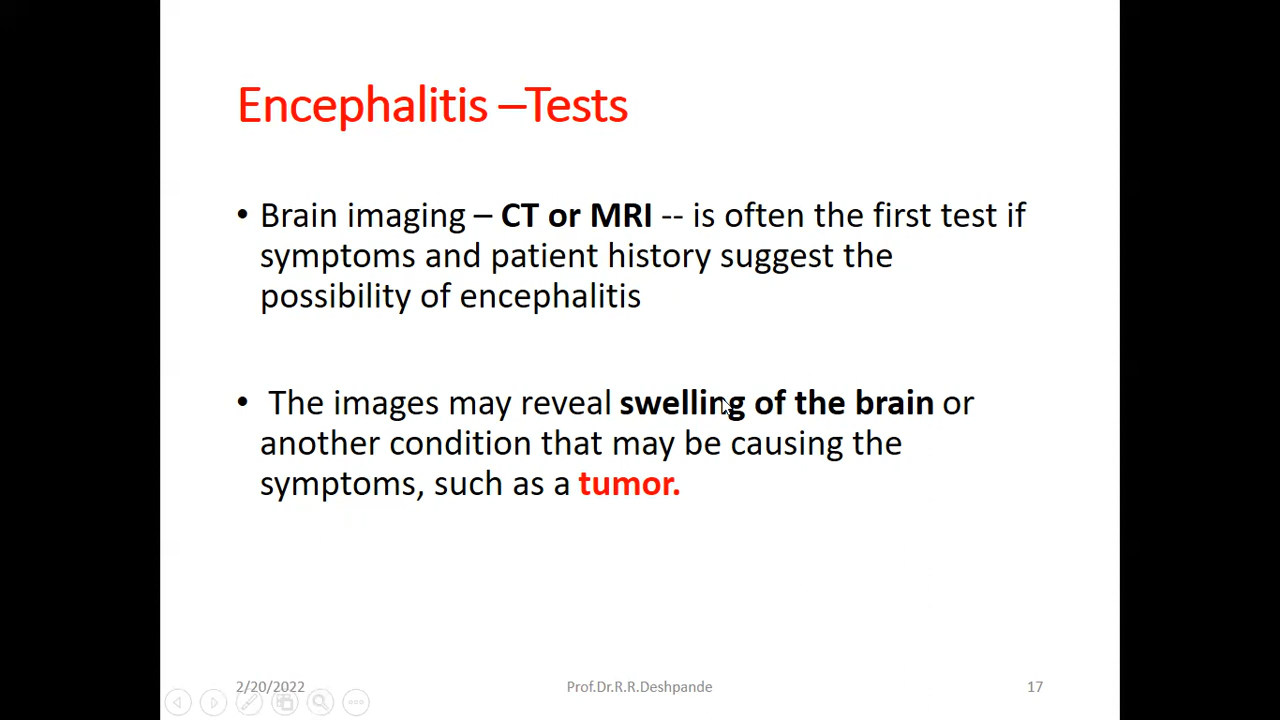 Encephalitis –Tests
• Brain imaging – CT or MRI -- is often the first test if
symptoms and patient history suggest the
possibility of encephalitis
• The images may reveal swelling of the brain or
another condition that may be causing the
symptoms, such as a tumor.
2/20/2022 Prof.Dr.R.R.Deshpande 17